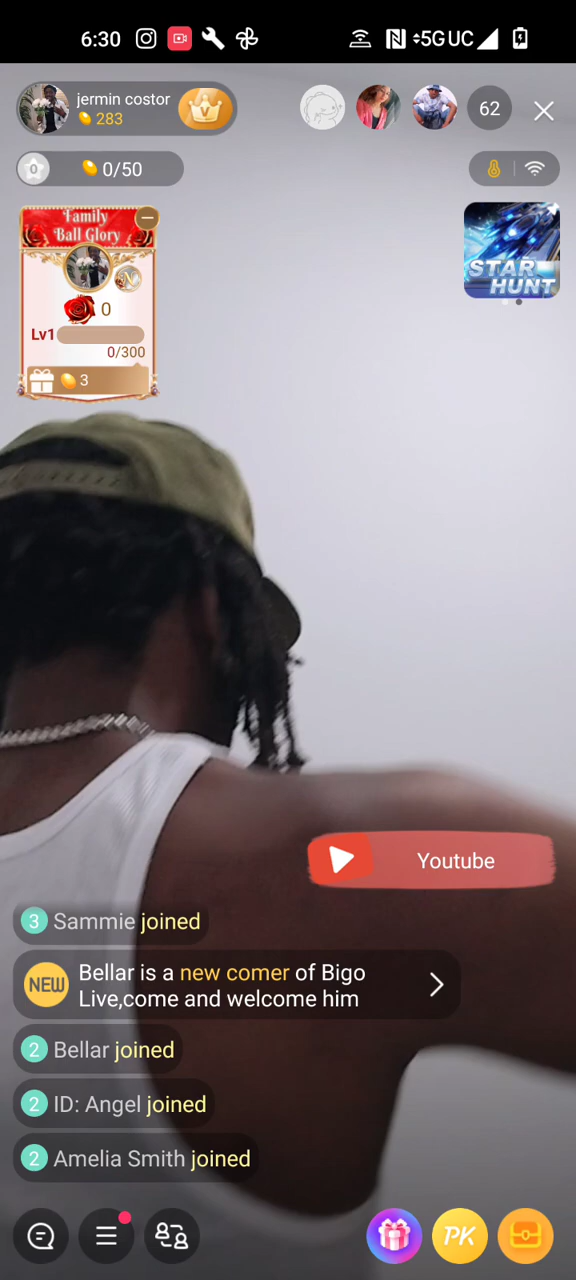 6:30
5G UC
jermin costor
283
V
62
0
0/50
Family
Ball Glory
N
0
Lv1
0/300
3
STAR
HUNT
Youtube
3 Sammie joined
NEW
Bellar is a new comer of Bigo
Live,come and welcome him
2 Bellar joined
2 ID: Angel joined
2 Amelia Smith joined
PK